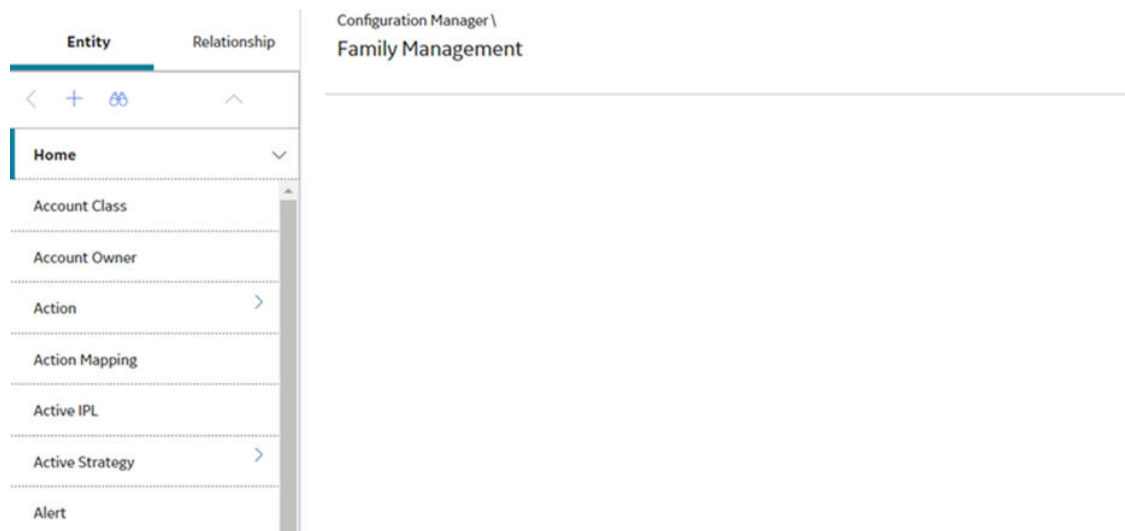 Entity Relationship
Home
Account Class
Account Owner
Action
Action Mapping
Active IPL
Active Strategy
Alert
Configuration Manager\
Family Management